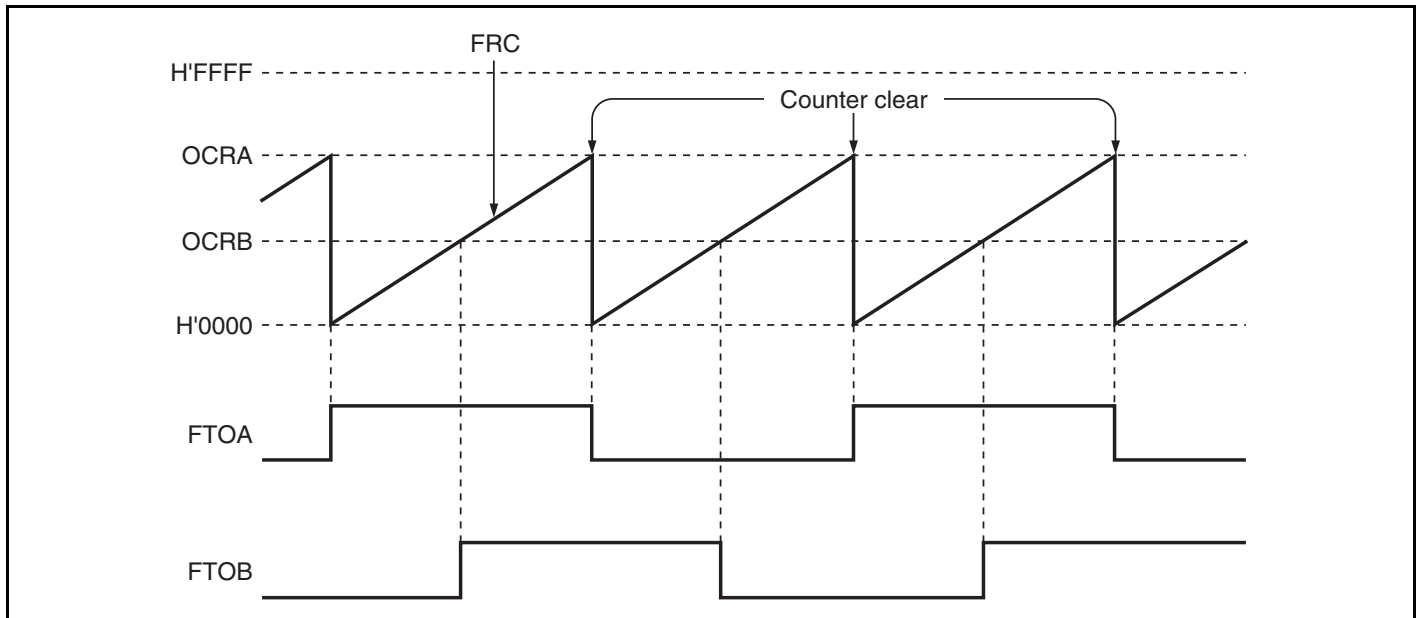 FRC
H'FFFF
Counter clear
OCRA
OCRB
H'0000
FTOA
FTOB